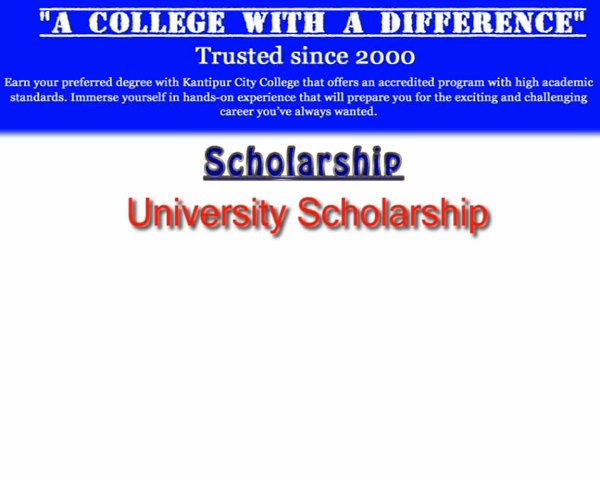 "A COLLEGE WITH A DIFFERENCE"
Trusted since 2000
Earn your preferred degree with Kantipur City College that offers an accredited program with high academic
standards. Immerse yourself in hands-on experience that will prepare you for the exciting and challenging
career you've always wanted.
Scholarship
University Scholarship